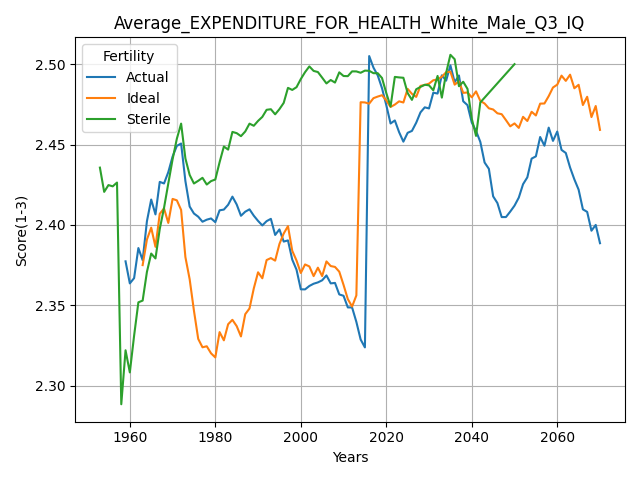 Average_EXPENDITURE_FOR_HEALTH_White_Male_Q3_IQ
Fertility
Actual
Ideal
Sterile
Score(1-3)
2.50
2.45
2.40
2.35
2.30
1960 1980 2000 2020 2040 2060
Years